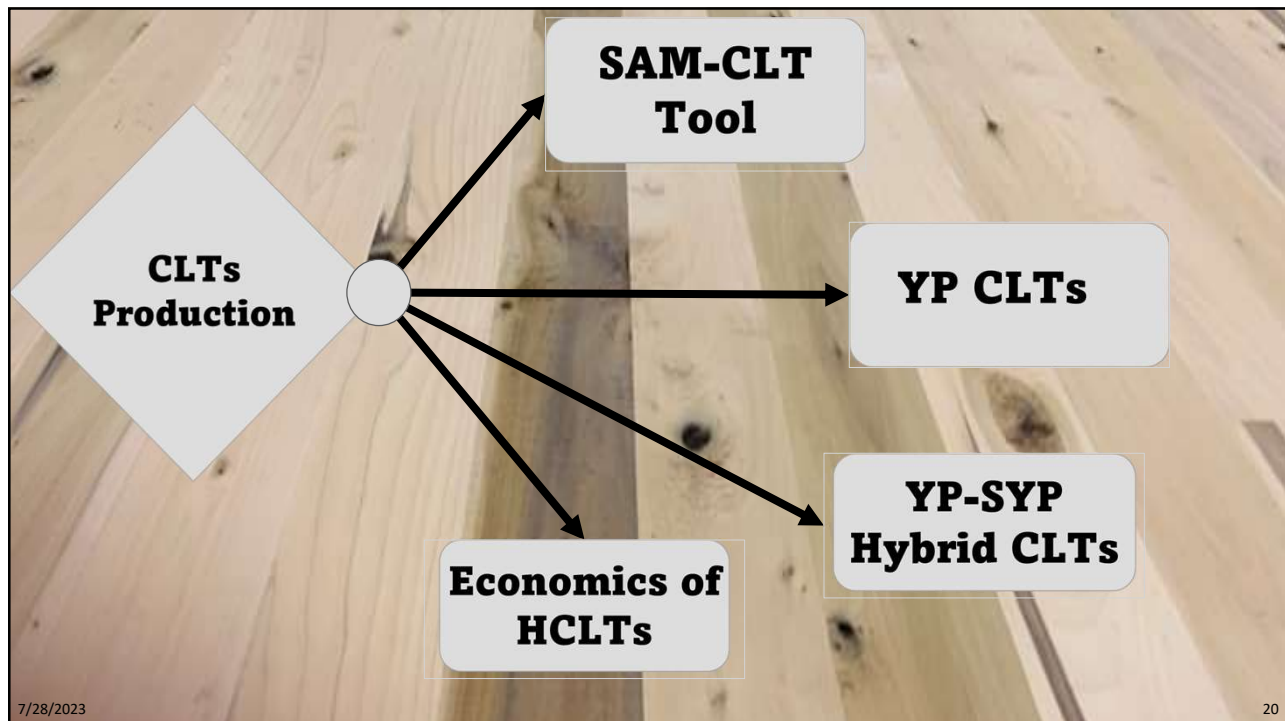 SAM-CLT
Tool
CLTs
Production
YP CLTs
YP-SYP
Hybrid CLTs
Economics of
HCLTs
7/28/2023
20